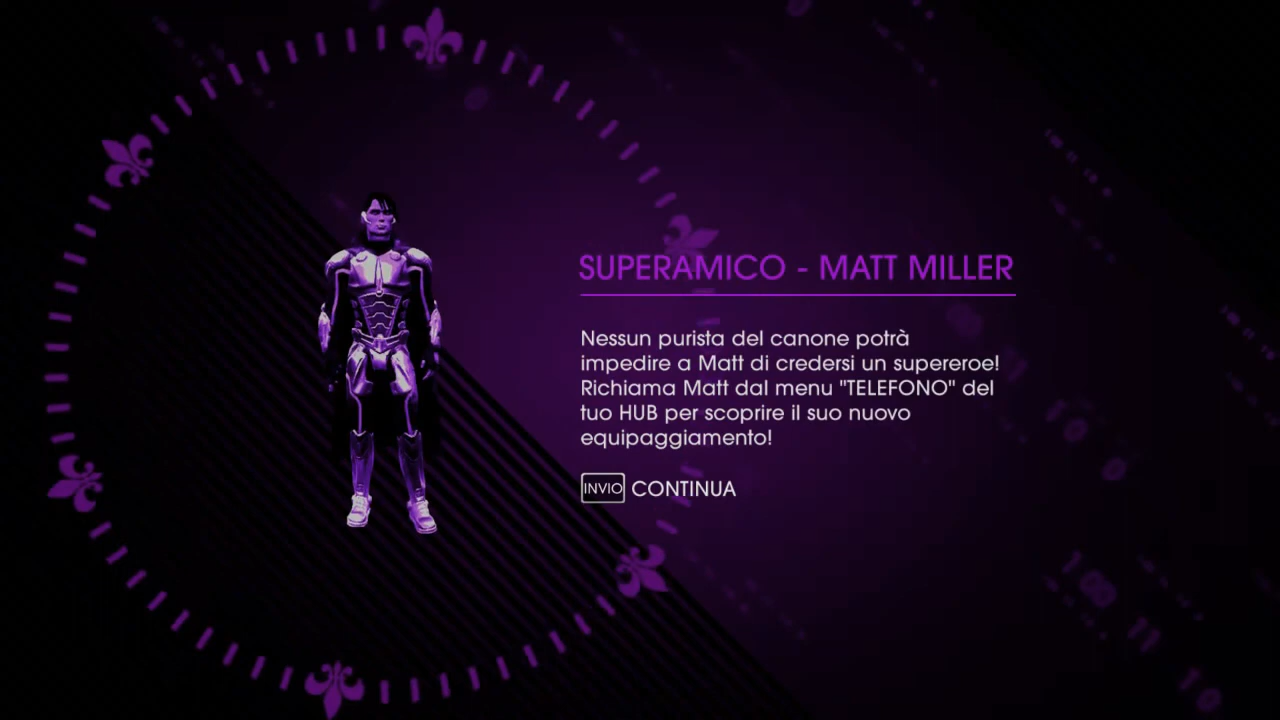 SUPERAMICO - MATT MILLER
Nessun purista del canone potrà
impedire a Matt di credersi un supereroe!
Richiama Matt dal menu "TELEFONO" del
tuo HUB per scoprire il suo nuovo
equipaggiamento!
INVIO CONTINUA